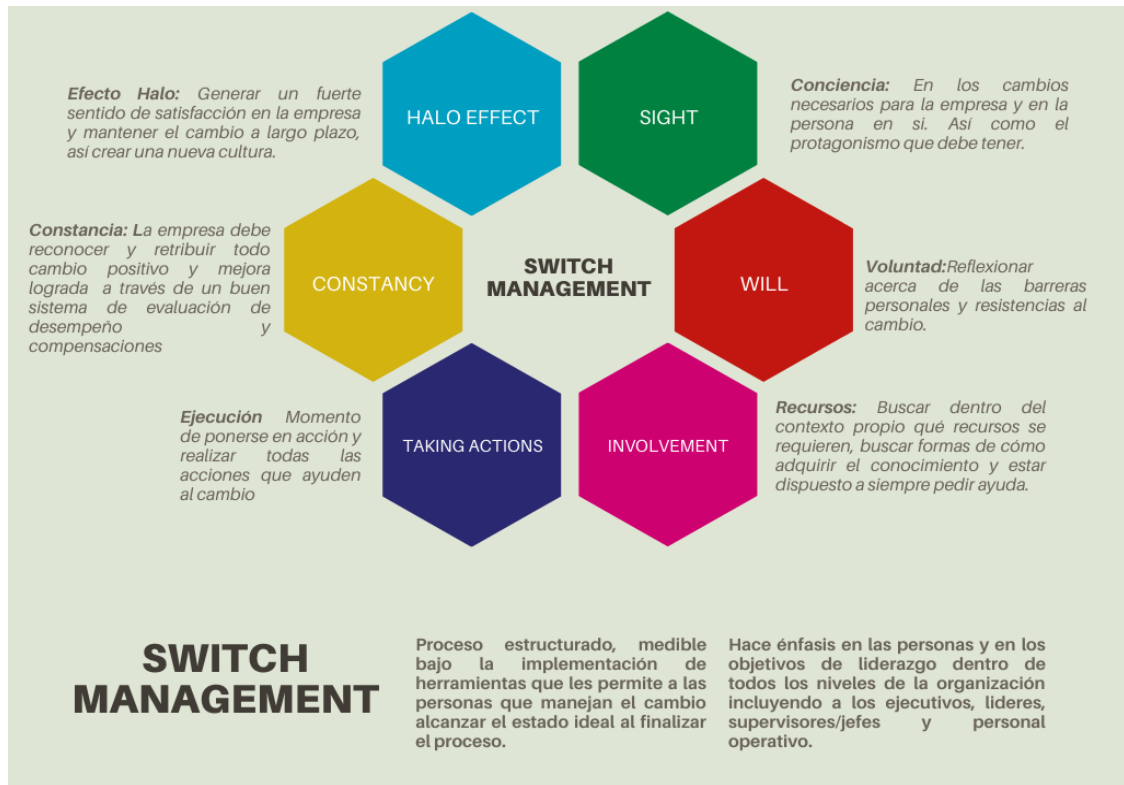 HALO EFFECT
SIGHT
Efecto Halo: Generar un fuerte
sentido de satisfacción en la empresa
y mantener el cambio a largo plazo,
así crear una nueva cultura.
Conciencia: En los cambios
necesarios para la empresa y en la
persona en si. Así como el
protagonismo que debe tener.
Constancia: La empresa debe
reconocer y retribuir todo
cambio positivo y mejora
lograda a través de un buen
sistema de evaluación de
desempeño y
compensaciones
CONSTANCY
SWITCH
MANAGEMENT
WILL
Voluntad:Reflexionar
acerca de las barreras
personales y resistencias al
cambio.
Ejecución Momento
de ponerse en acción y
realizar todas las
acciones que ayuden
al cambio
TAKING ACTIONS
INVOLVEMENT
Recursos: Buscar dentro del
contexto propio qué recursos se
requieren, buscar formas de cómo
adquirir el conocimiento y estar
dispuesto a siempre pedir ayuda.
SWITCH
MANAGEMENT
Proceso estructurado, medible
bajo la implementación de
herramientas que les permite a las
personas que manejan el cambio
alcanzar el estado ideal al finalizar
el proceso.
Hace énfasis en las personas y en los
objetivos de liderazgo dentro de
todos los niveles de la organización
incluyendo a los ejecutivos, lideres,
supervisores/jefes y personal
operativo.